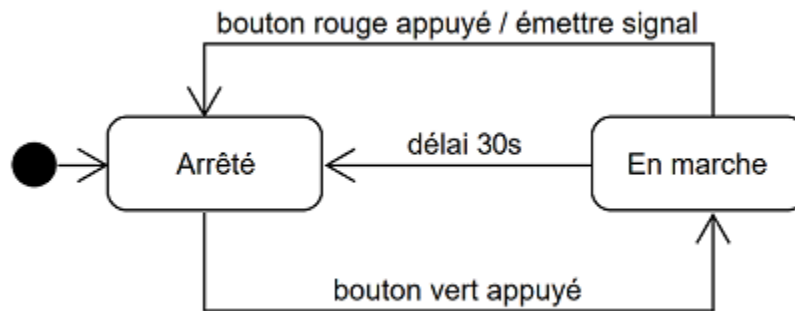 bouton rouge appuyé / émettre signal
Arrêté
délai 30s
En marche
bouton vert appuyé